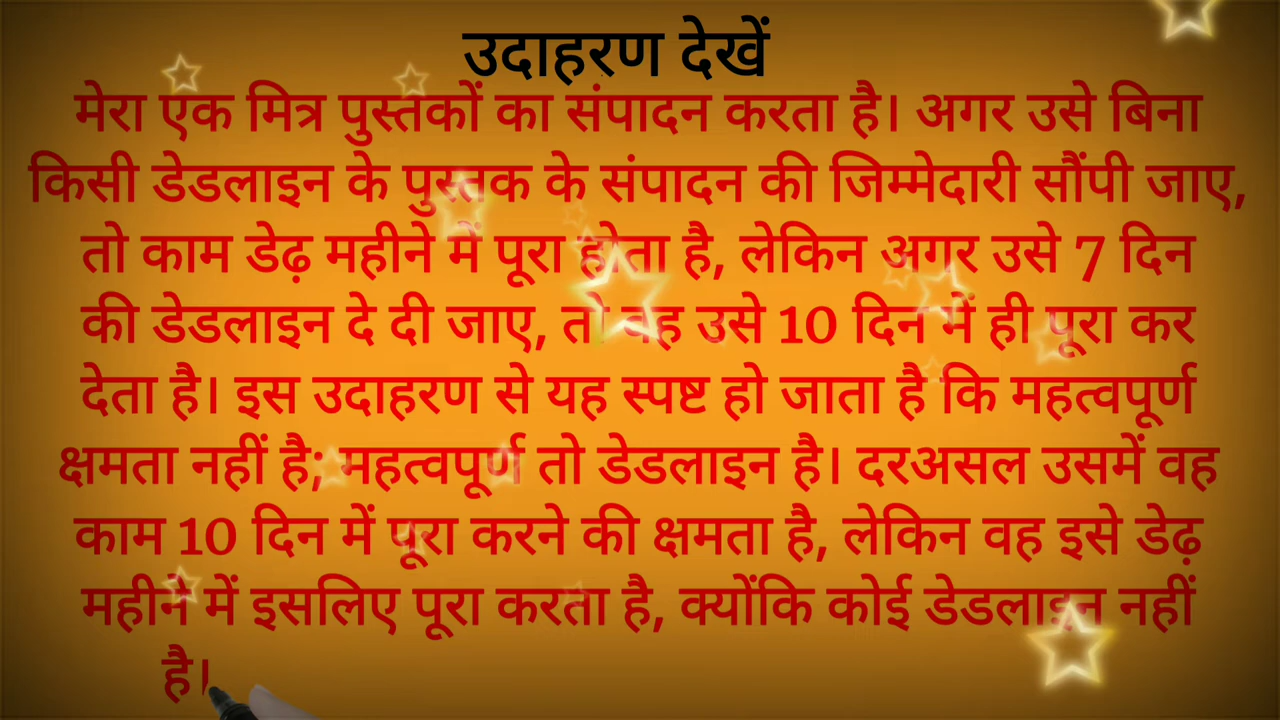 उदाहरण देखें
मेरा एक मित्र पुस्तकों का संपादन करता है। अगर उसे बिना
किसी डेडलाइन के पुस्तक के संपादन की जिम्मेदारी सौंपी जाए,
तो काम डेढ़ महीने में पूरा होता है, लेकिन अगर उसे 7 दिन
की डेडलाइन दे दी जाए, तो वह उसे 10 दिन में ही पूरा कर
देता है। इस उदाहरण से यह स्पष्ट हो जाता है कि महत्वपूर्ण
क्षमता नहीं है; महत्वपूर्ण तो डेडलाइन है। दरअसल उसमें वह
काम 10 दिन में पूरा करने की क्षमता है, लेकिन वह इसे डेढ़
महीने में इसलिए पूरा करता है, क्योंकि कोई डेडलाइन नहीं
है।